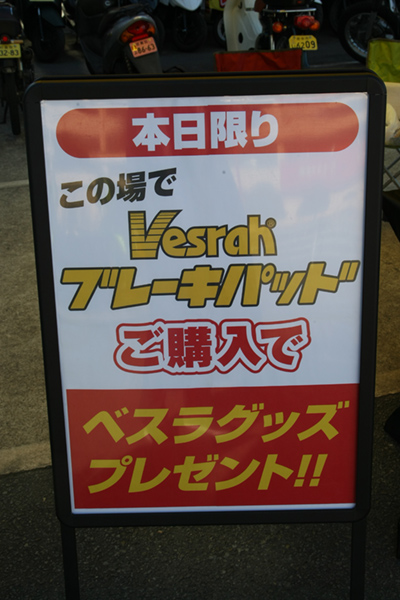 本日限り
この場で
Vesrah
ブレーキパッド
ご購入で
ベスラグッズ
プレゼント!!